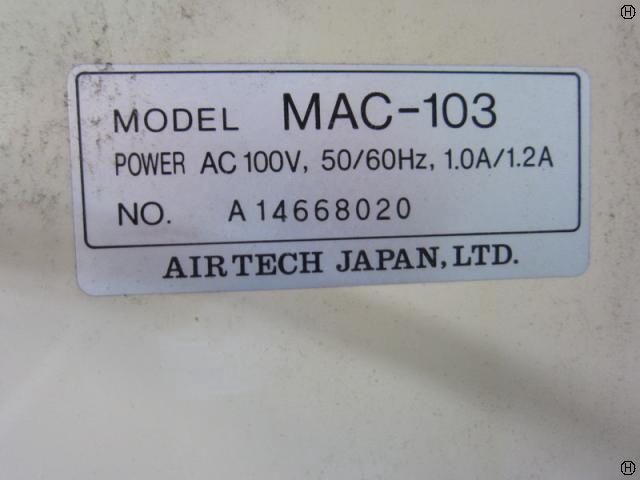 MODEL MAC-103
POWER AC 100V, 50/60Hz, 1.0A/1.2A
NO. A14668020
AIRTECH JAPAN, LTD.
H
H